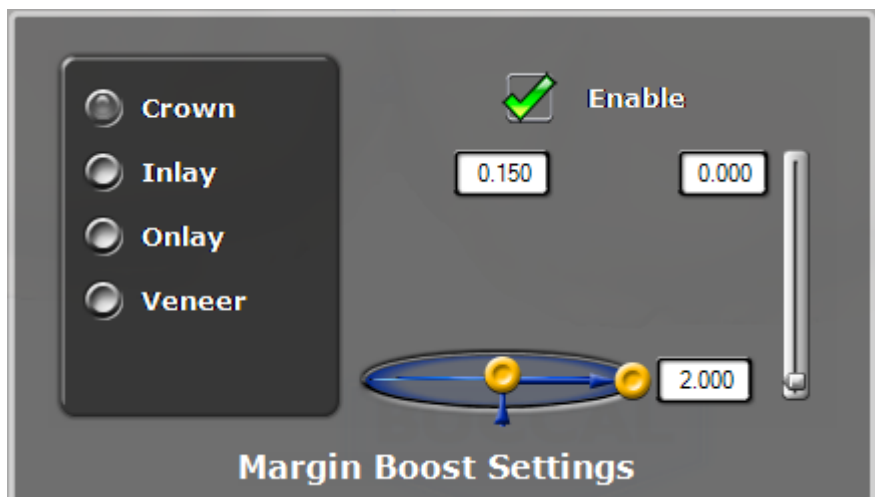 Crown
Inlay
Onlay
Veneer
Enable
0.150
0.000
2.000
Margin Boost Settings